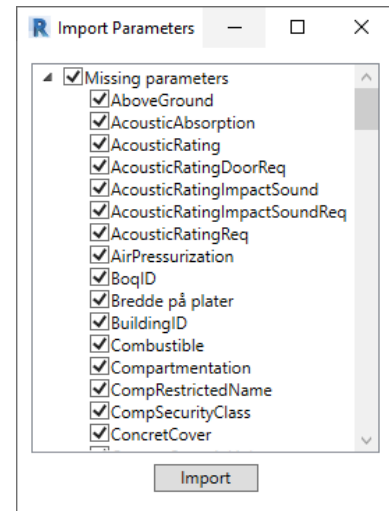 Import Parameters
Missing parameters
AboveGround
AcousticAbsorption
AcousticRating
AcousticRatingDoorReq
AcousticRatingImpactSound
AcousticRatingImpactSoundReq
AcousticRatingReq
AirPressurization
BoqID
Bredde på plater
BuildingID
Combustible
Compartmentation
CompRestrictedName
CompSecurityClass
ConcretCover
Import